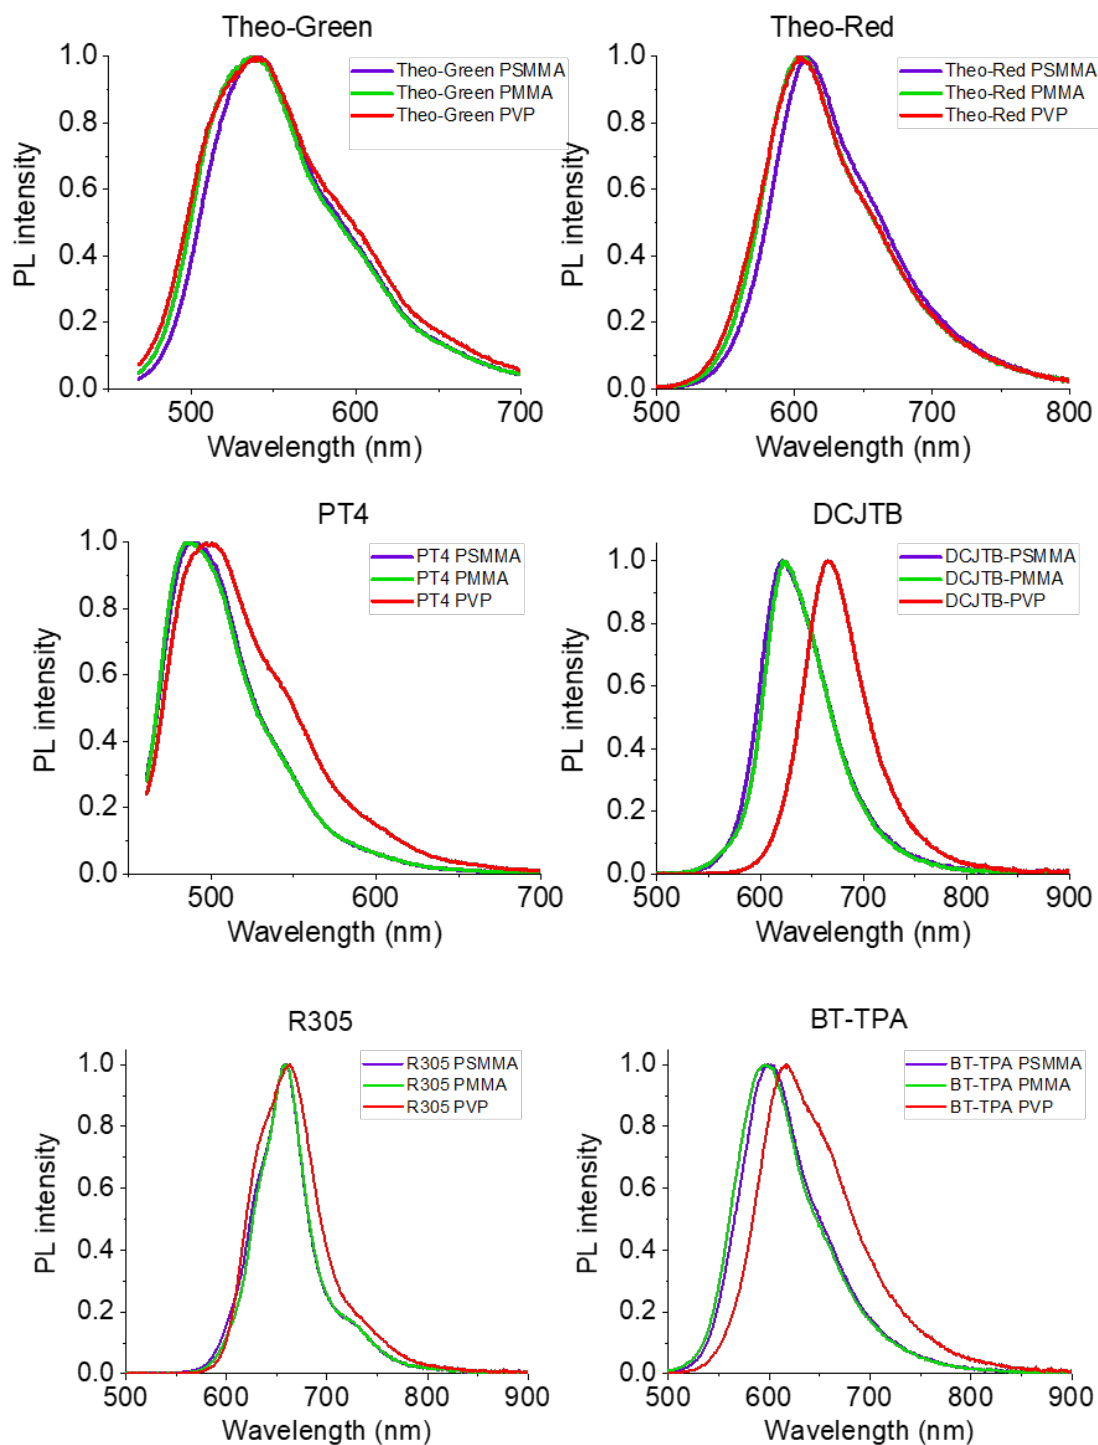 Theo-Green
1.0
0.8
0.6
0.4
0.2
0.0
PL intensity
Theo-Green PSMMA
Theo-Green PMMA
Theo-Green PVP
500
600
700
Wavelength (nm)
Theo-Red
1.0
0.8
0.6
0.4
0.2
0.0
PL intensity
Theo-Red PSMMA
Theo-Red PMMA
Theo-Red PVP
500
600
700
800
Wavelength (nm)
PT4
1.0
0.8
0.6
0.4
0.2
0.0
PL intensity
PT4 PSMMA
PT4 PMMA
PT4 PVP
500
600
700
Wavelength (nm)
DCJTB
1.0
0.8
0.6
0.4
0.2
0.0
PL intensity
DCJTB-PSMMA
DCJTB-PMMA
DCJTB-PVP
500
600
700
800
900
Wavelength (nm)
R305
1.0
0.8
0.6
0.4
0.2
0.0
PL intensity
R305 PSMMA
R305 PMMA
R305 PVP
500
600
700
800
900
Wavelength (nm)
BT-TPA
1.0
0.8
0.6
0.4
0.2
0.0
PL intensity
BT-TPA PSMMA
BT-TPA PMMA
BT-TPA PVP
500
600
700
800
900
Wavelength (nm)